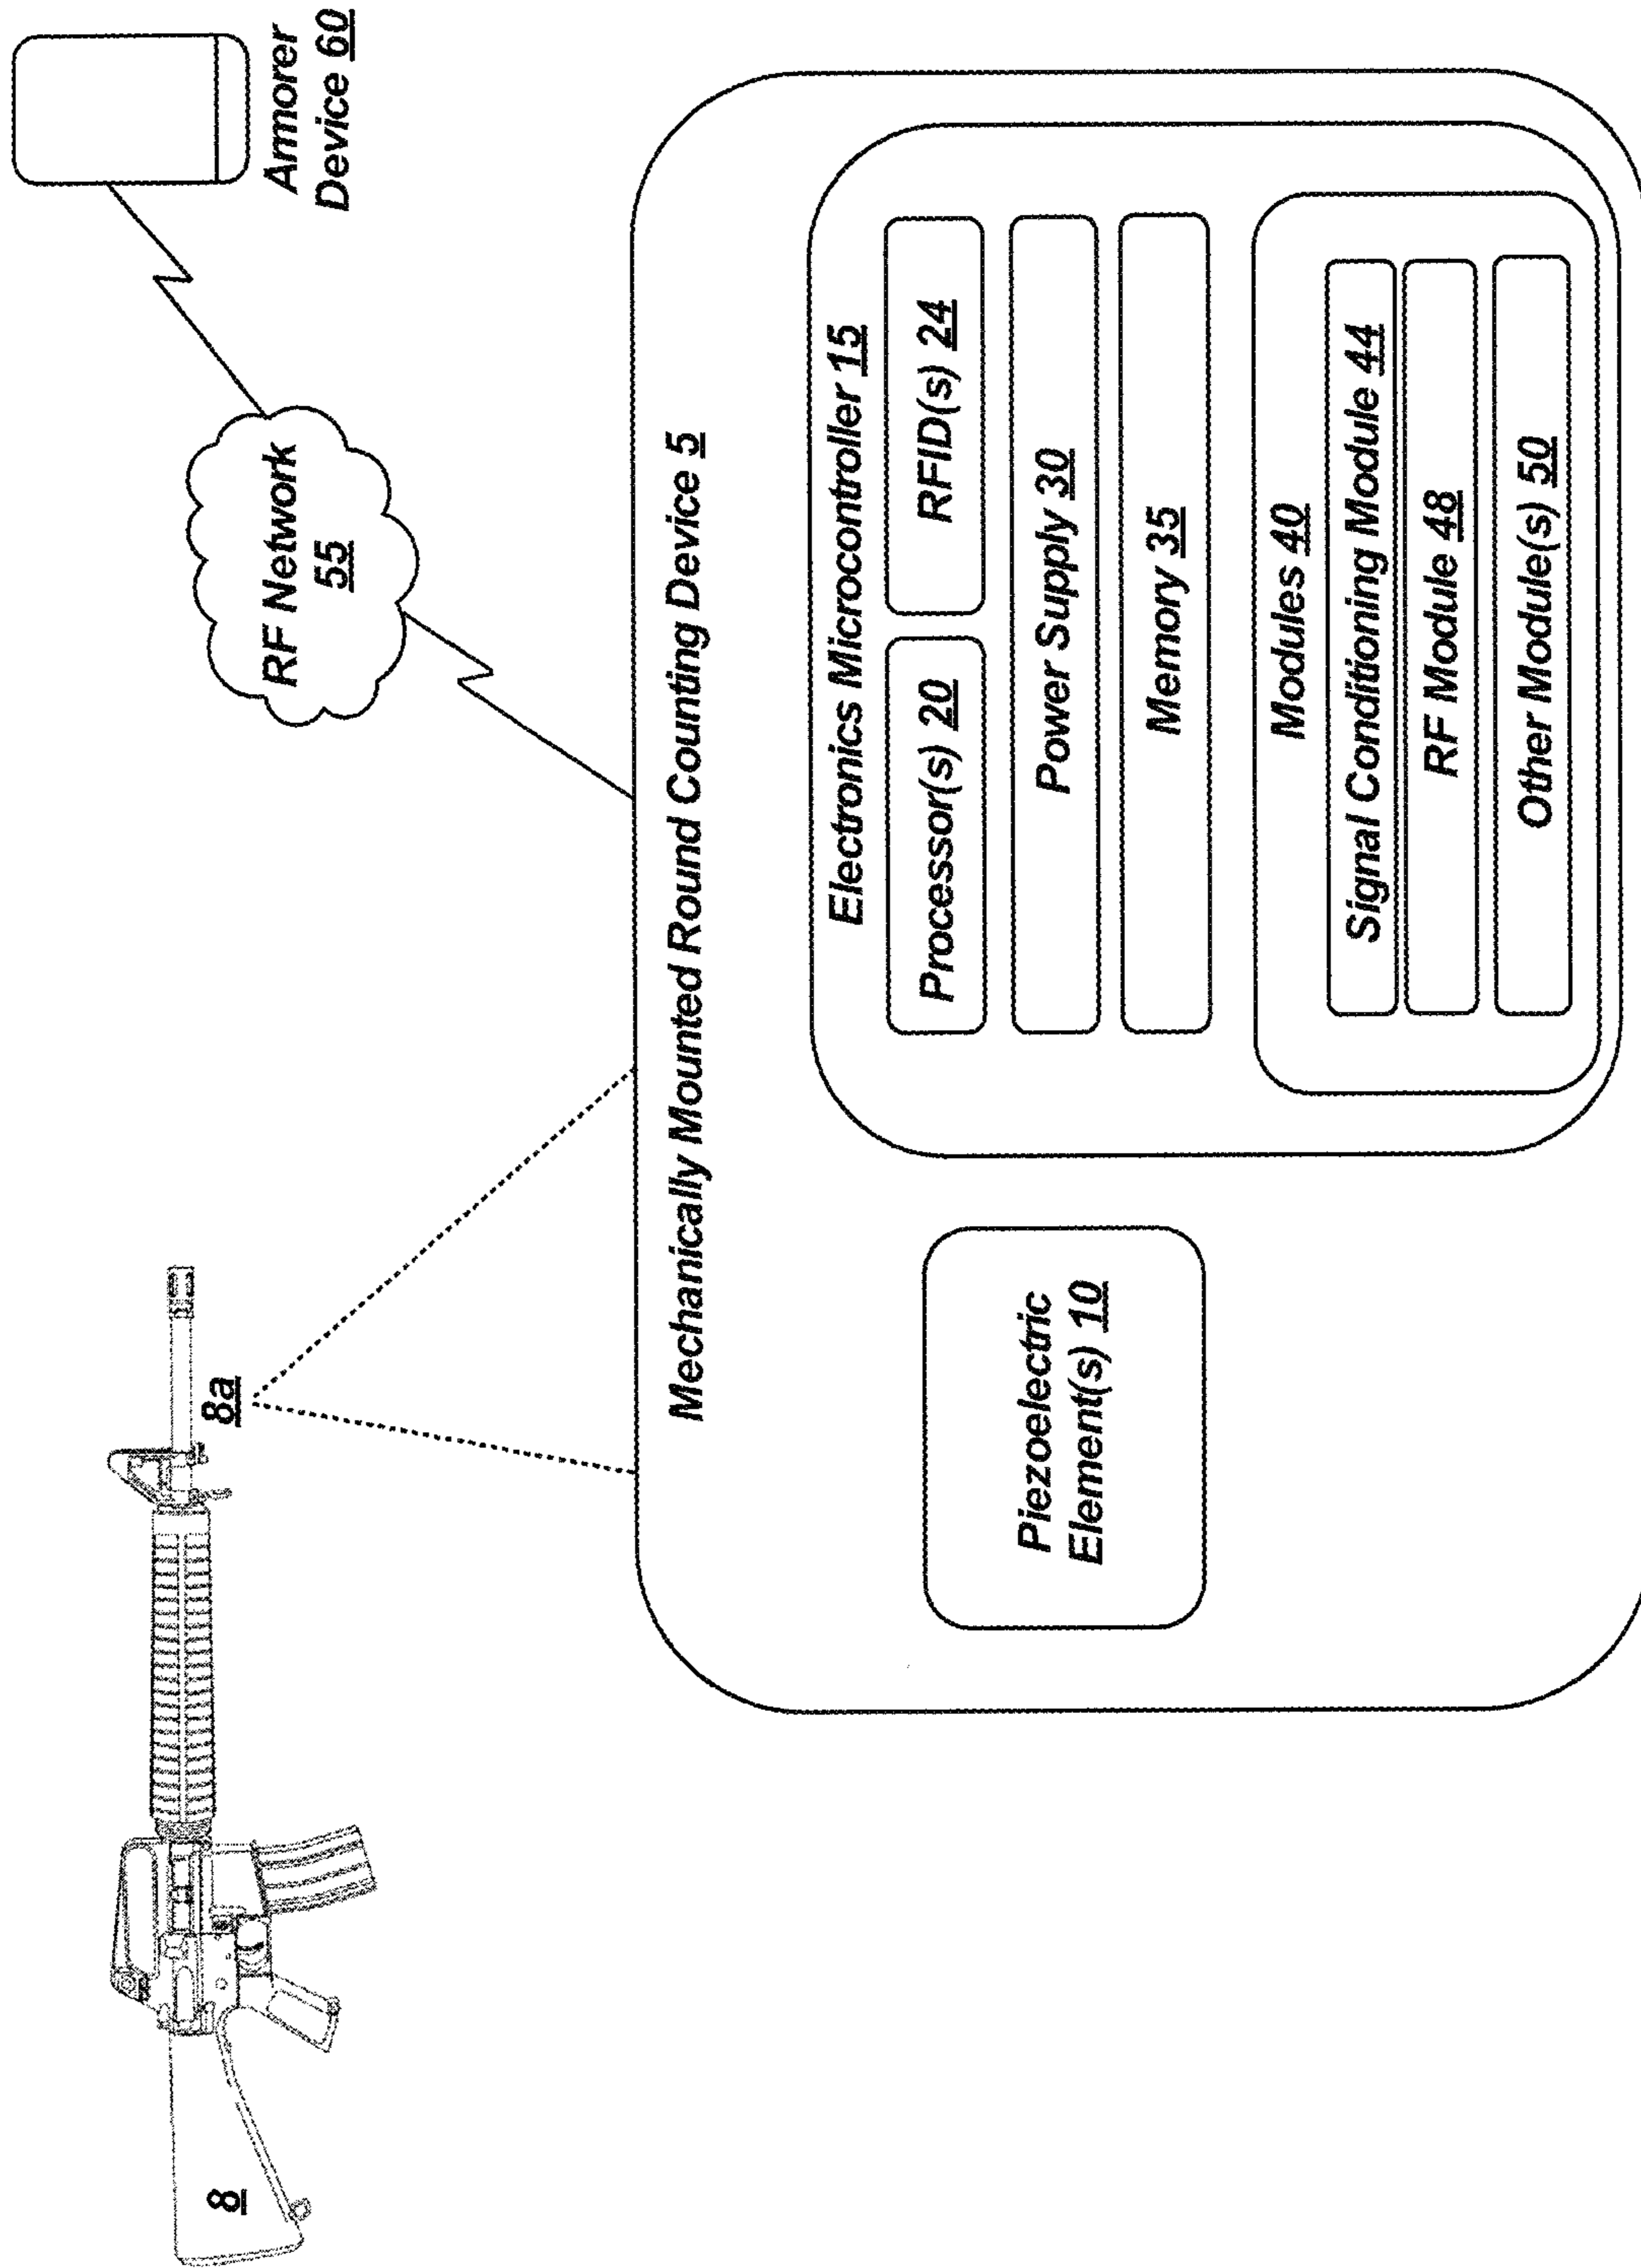 8
8a
RF Network
55
Armorer
Device 60
Mechanically Mounted Round Counting Device 5
Piezoelectric
Element(s) 10
Electronics Microcontroller 15
Processor(s) 20
RFID(s) 24
Power Supply 30
Memory 35
Modules 40
Signal Conditioning Module 44
RF Module 48
Other Module(s) 50